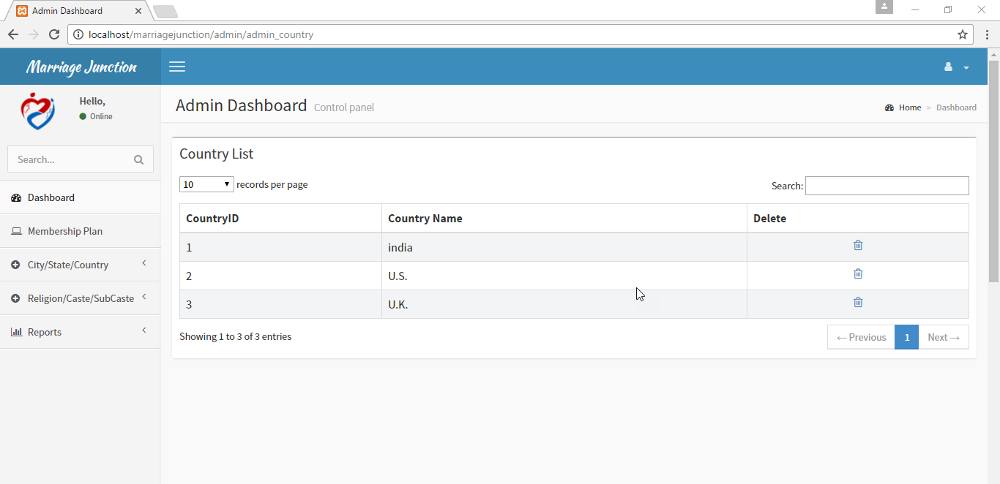 Admin Dashboard
localhost/marriagejunction/admin/admin_country
Marriage Junction
Hello,
Online
Admin Dashboard Control panel
Home > Dashboard
Search...
Dashboard
Membership Plan
City/State/Country
Religion/Caste/SubCaste
Reports
Country List
10 records per page
Search:
CountryID Country Name Delete
1 india
2 U.S.
3 U.K.
Showing 1 to 3 of 3 entries
← Previous 1 Next →